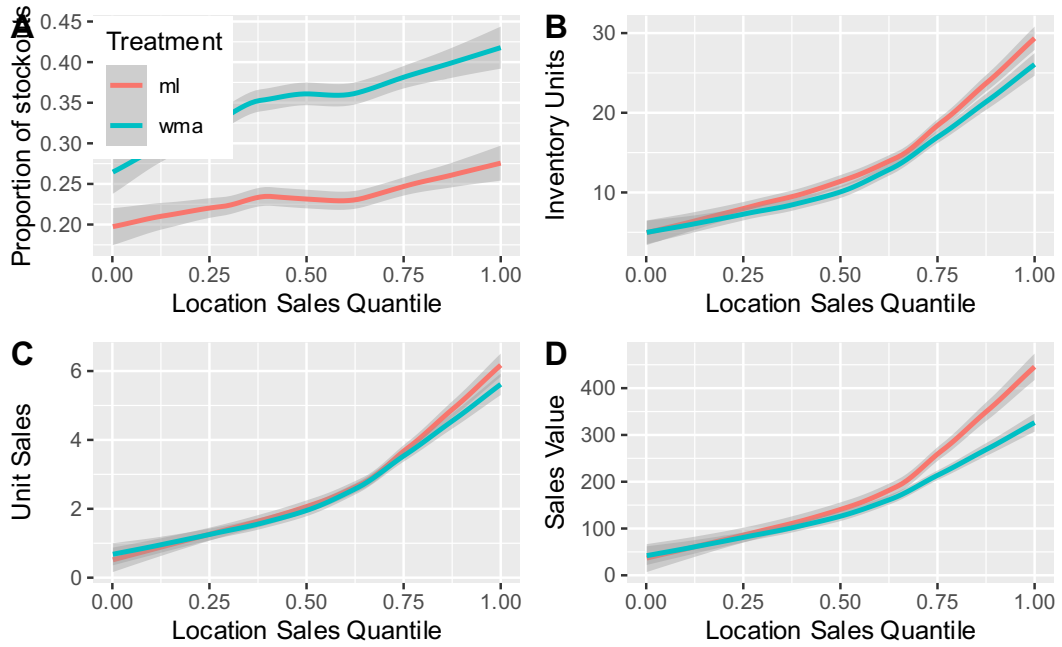 A
Proportion of stockouts
0.45
0.40
0.35
0.30
0.25
0.20
Treatment
ml
wma
0.00 0.25 0.50 0.75 1.00
Location Sales Quantile
B
Inventory Units
30
20
10
0.00 0.25 0.50 0.75 1.00
Location Sales Quantile
C
Unit Sales
6
4
2
0
0.00 0.25 0.50 0.75 1.00
Location Sales Quantile
D
Sales Value
400
300
200
100
0
0.00 0.25 0.50 0.75 1.00
Location Sales Quantile